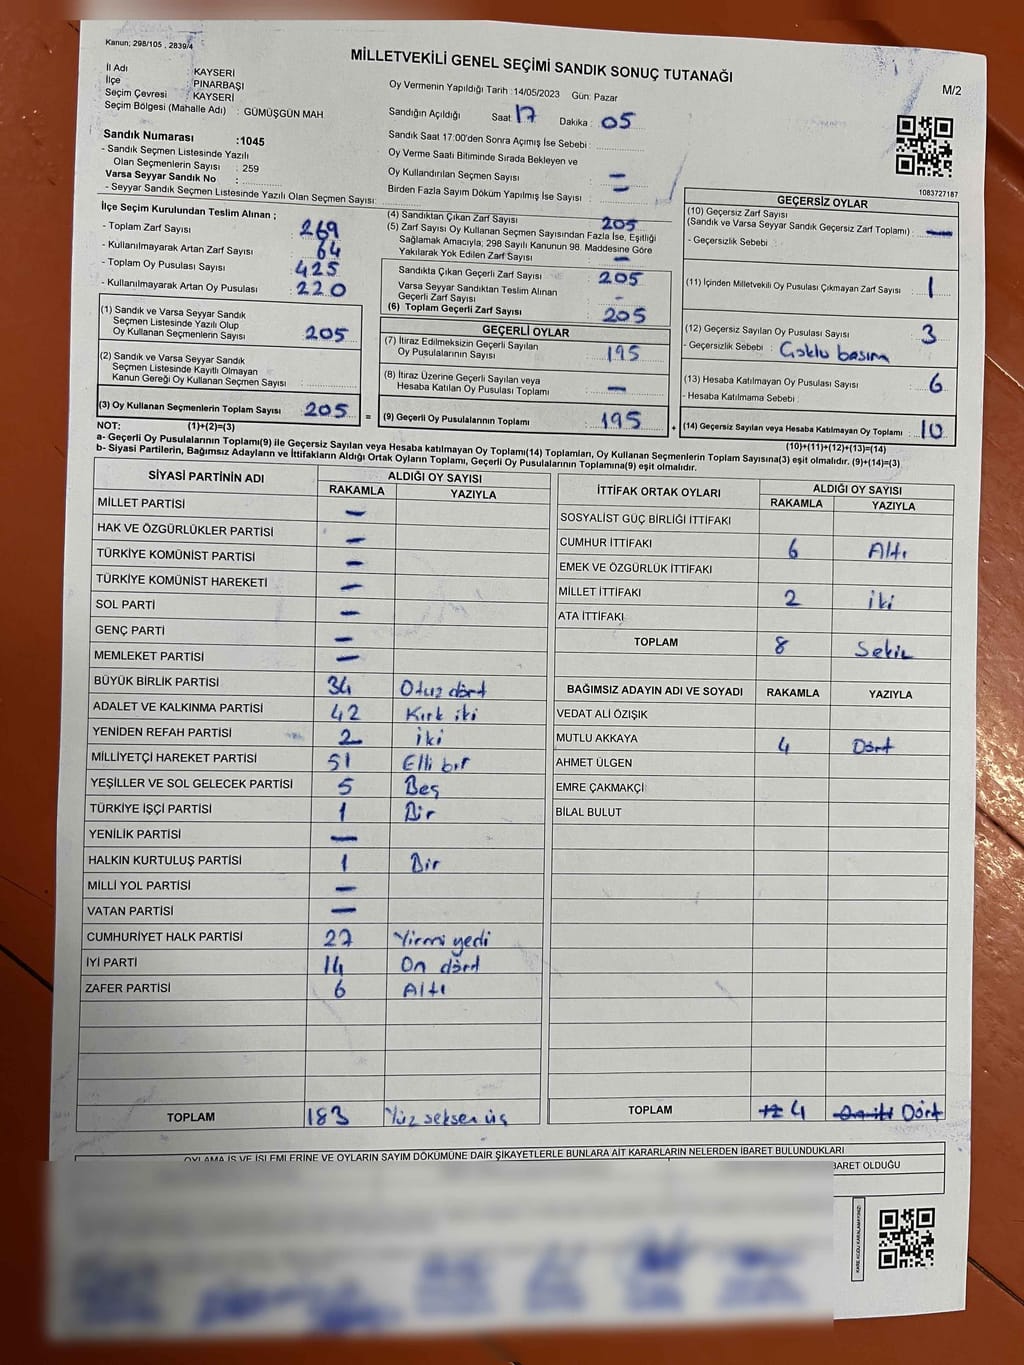 Kanun; 298/105 , 2839/4
MİLLETVEKİLİ GENEL SEÇİMİ SANDIK SONUÇ TUTANAĞI
M/2
İl Adı : KAYSERİ
İlçe : PINARBAŞI
Seçim Çevresi : KAYSERİ
Seçim Bölgesi (Mahalle Adı) : GÜMÜŞGÜN MAH
Oy Vermenin Yapıldığı Tarih :14/05/2023 Gün: Pazar
Sandığın Açıldığı Saat: 17 Dakika : 05
Sandık Saat 17:00'den Sonra Açımış İse Sebebi :
Oy Verme Saati Bitiminde Sırada Bekleyen ve
Oy Kullandırılan Seçmen Sayısı : —
Birden Fazla Sayım Döküm Yapılmış İse Sayısı : —
1083727187
Sandık Numarası :1045
- Sandık Seçmen Listesinde Yazılı
Olan Seçmenlerin Sayısı : 259
Varsa Seyyar Sandık No :
- Seyyar Sandık Seçmen Listesinde Yazılı Olan Seçmen Sayısı:
İlçe Seçim Kurulundan Teslim Alınan ;
- Toplam Zarf Sayısı : 269
- Kullanılmayarak Artan Zarf Sayısı : 64
- Toplam Oy Pusulası Sayısı : 425
- Kullanılmayarak Artan Oy Pusulası : 220
(1) Sandık ve Varsa Seyyar Sandık
Seçmen Listesinde Yazılı Olup
Oy Kullanan Seçmenlerin Sayısı : 205
(2) Sandık ve Varsa Seyyar Sandık
Seçmen Listesinde Kayıtlı Olmayan
Kanun Gereği Oy Kullanan Seçmen Sayısı :
(3) Oy Kullanan Seçmenlerin Toplam Sayısı : 205 =
NOT: (1)+(2)=(3)
(4) Sandıktan Çıkan Zarf Sayısı : 205
(5) Zarf Sayısı Oy Kullanan Seçmen Sayısından Fazla İse, Eşitliği
Sağlamak Amacıyla, 298 Sayılı Kanunun 98. Maddesine Göre
Yakılarak Yok Edilen Zarf Sayısı : —
Sandıkta Çıkan Geçerli Zarf Sayısı : 205
Varsa Seyyar Sandıktan Teslim Alınan
Geçerli Zarf Sayısı : -
(6) Toplam Geçerli Zarf Sayısı : 205
GEÇERLİ OYLAR
(7) İtiraz Edilmeksizin Geçerli Sayılan
Oy Pusulalarının Sayısı : 195
(8) İtiraz Üzerine Geçerli Sayılan veya
Hesaba Katılan Oy Pusulası Toplamı : —
(9) Geçerli Oy Pusulalarının Toplamı : 195 +
GEÇERSİZ OYLAR
(10) Geçersiz Zarf Sayısı
(Sandık ve Varsa Seyyar Sandık Geçersiz Zarf Toplamı) : —
- Geçersizlik Sebebi :
(11) İçinden Milletvekili Oy Pusulası Çıkmayan Zarf Sayısı : 1
(12) Geçersiz Sayılan Oy Pusulası Sayısı : 3
- Geçersizlik Sebebi : Çoklu basım
(13) Hesaba Katılmayan Oy Pusulası Sayısı : 6
- Hesaba Katılmama Sebebi :
(14) Geçersiz Sayılan veya Hesaba Katılmayan Oy Toplamı : 10
(10)+(11)+(12)+(13)=(14)
a- Geçerli Oy Pusulalarının Toplamı(9) ile Geçersiz Sayılan veya Hesaba katılmayan Oy Toplamı(14) Toplamları, Oy Kullanan Seçmenlerin Toplam Sayısına(3) eşit olmalıdır. (9)+(14)=(3)
b- Siyasi Partilerin, Bağımsız Adayların ve İttifakların Aldığı Ortak Oyların Toplamı, Geçerli Oy Pusulalarının Toplamına(9) eşit olmalıdır.
SİYASİ PARTİNİN ADI ALDIĞI OY SAYISI
RAKAMLA YAZIYLA
MİLLET PARTİSİ —
HAK VE ÖZGÜRLÜKLER PARTİSİ —
TÜRKİYE KOMÜNİST PARTİSİ —
TÜRKİYE KOMÜNİST HAREKETİ —
SOL PARTİ —
GENÇ PARTİ —
MEMLEKET PARTİSİ —
BÜYÜK BİRLİK PARTİSİ 34 Otuz dört
ADALET VE KALKINMA PARTİSİ 42 Kırk iki
YENİDEN REFAH PARTİSİ 2 iki
MİLLİYETÇİ HAREKET PARTİSİ 51 Elli bir
YEŞİLLER VE SOL GELECEK PARTİSİ 5 Beş
TÜRKİYE İŞÇİ PARTİSİ 1 Bir
YENİLİK PARTİSİ —
HALKIN KURTULUŞ PARTİSİ 1 Bir
MİLLİ YOL PARTİSİ —
VATAN PARTİSİ —
CUMHURİYET HALK PARTİSİ 27 Yirmi yedi
İYİ PARTİ 14 On dört
ZAFER PARTİSİ 6 Altı
TOPLAM 183 Yüz seksen üç
İTTİFAK ORTAK OYLARI ALDIĞI OY SAYISI
RAKAMLA YAZIYLA
SOSYALİST GÜÇ BİRLİĞİ İTTİFAKI
CUMHUR İTTİFAKI 6 Altı
EMEK VE ÖZGÜRLÜK İTTİFAKI
MİLLET İTTİFAKI 2 iki
ATA İTTİFAKI
TOPLAM 8 Sekiz
BAĞIMSIZ ADAYIN ADI VE SOYADI RAKAMLA YAZIYLA
VEDAT ALİ ÖZIŞIK
MUTLU AKKAYA 4 Dört
AHMET ÜLGEN
EMRE ÇAKMAKÇİ
BİLAL BULUT
TOPLAM 12 4 On iki Dört
OYLAMA İŞ VE İŞLEMLERİNE VE OYLARIN SAYIM DÖKÜMÜNE DAİR ŞİKAYETLERLE BUNLARA AİT KARARLARIN NELERDEN İBARET BULUNDUKLARI
BARET OLDUĞU
KARE KODU KARALAMAYINIZ!